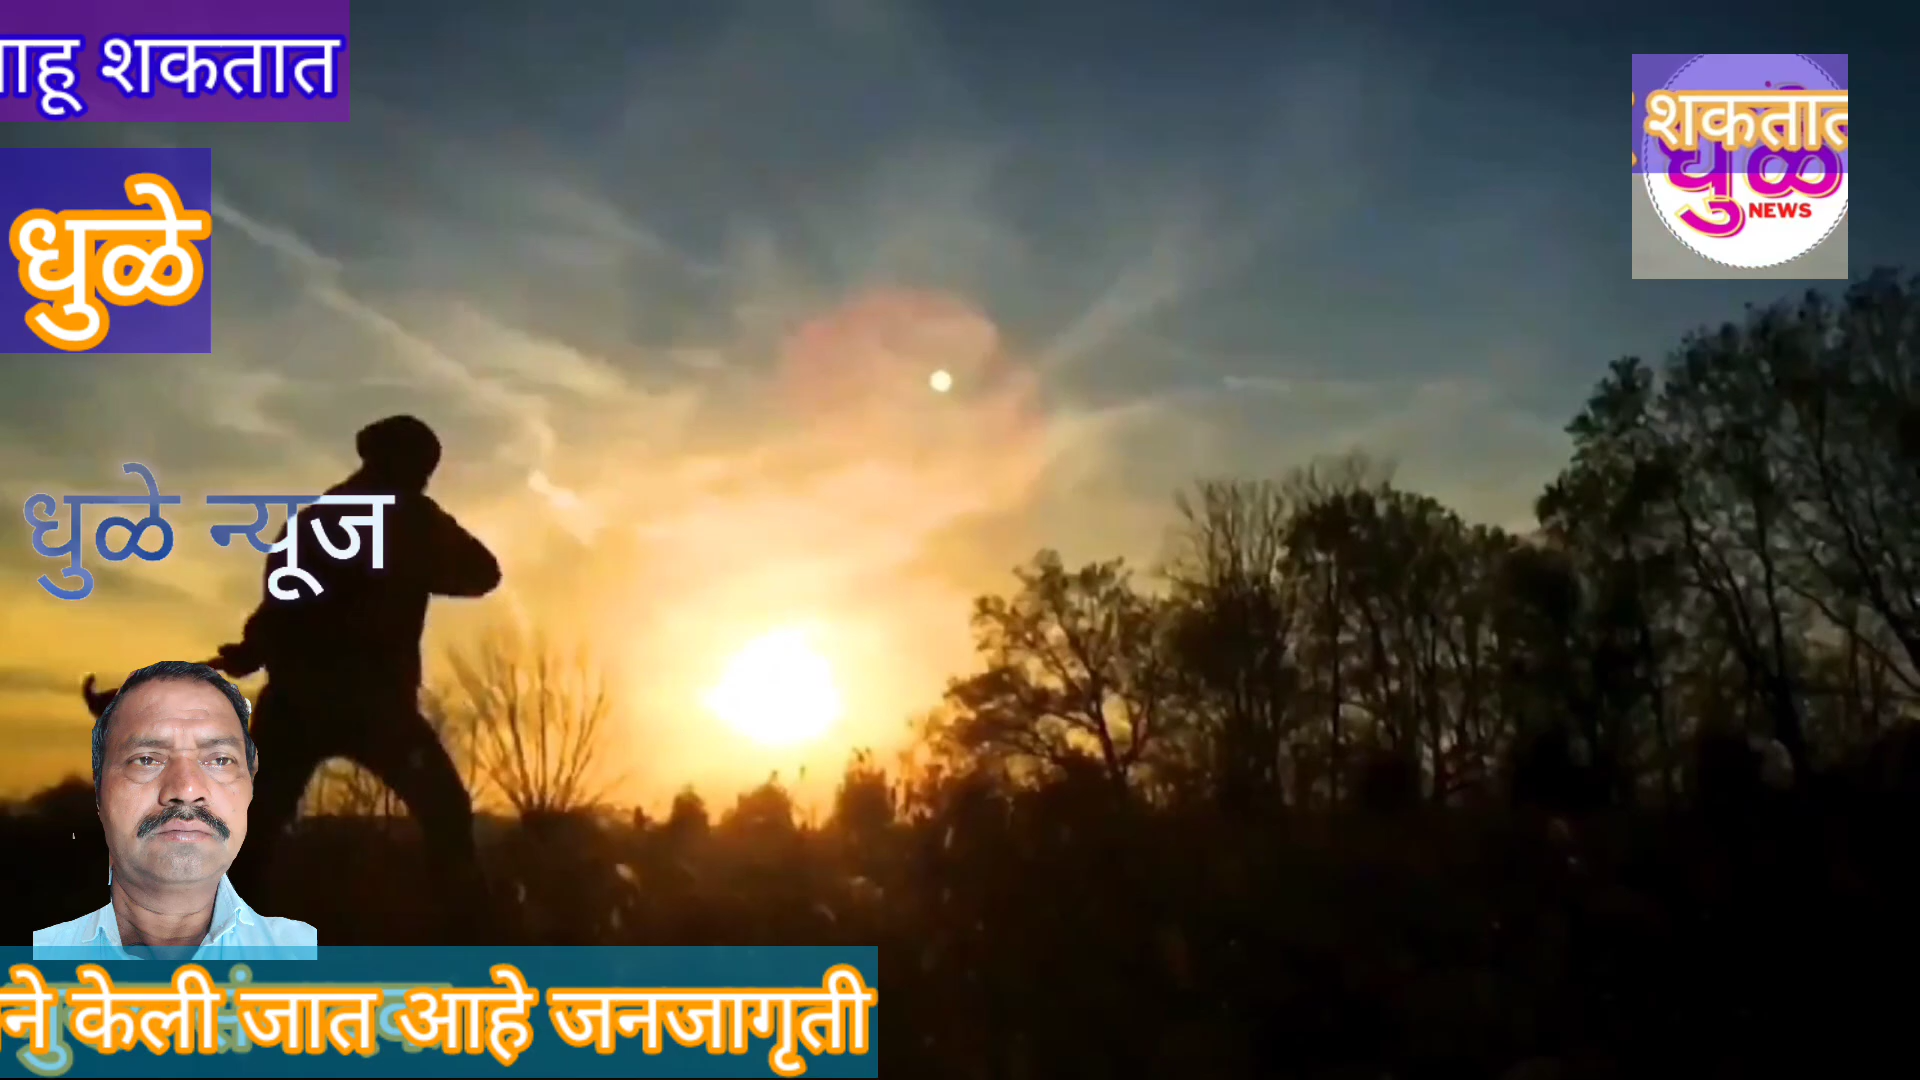 शकतात
शकतात
धुळे
धुळे
NEWS
धुळे न्यूज
ने केली जात आहे जनजागृती